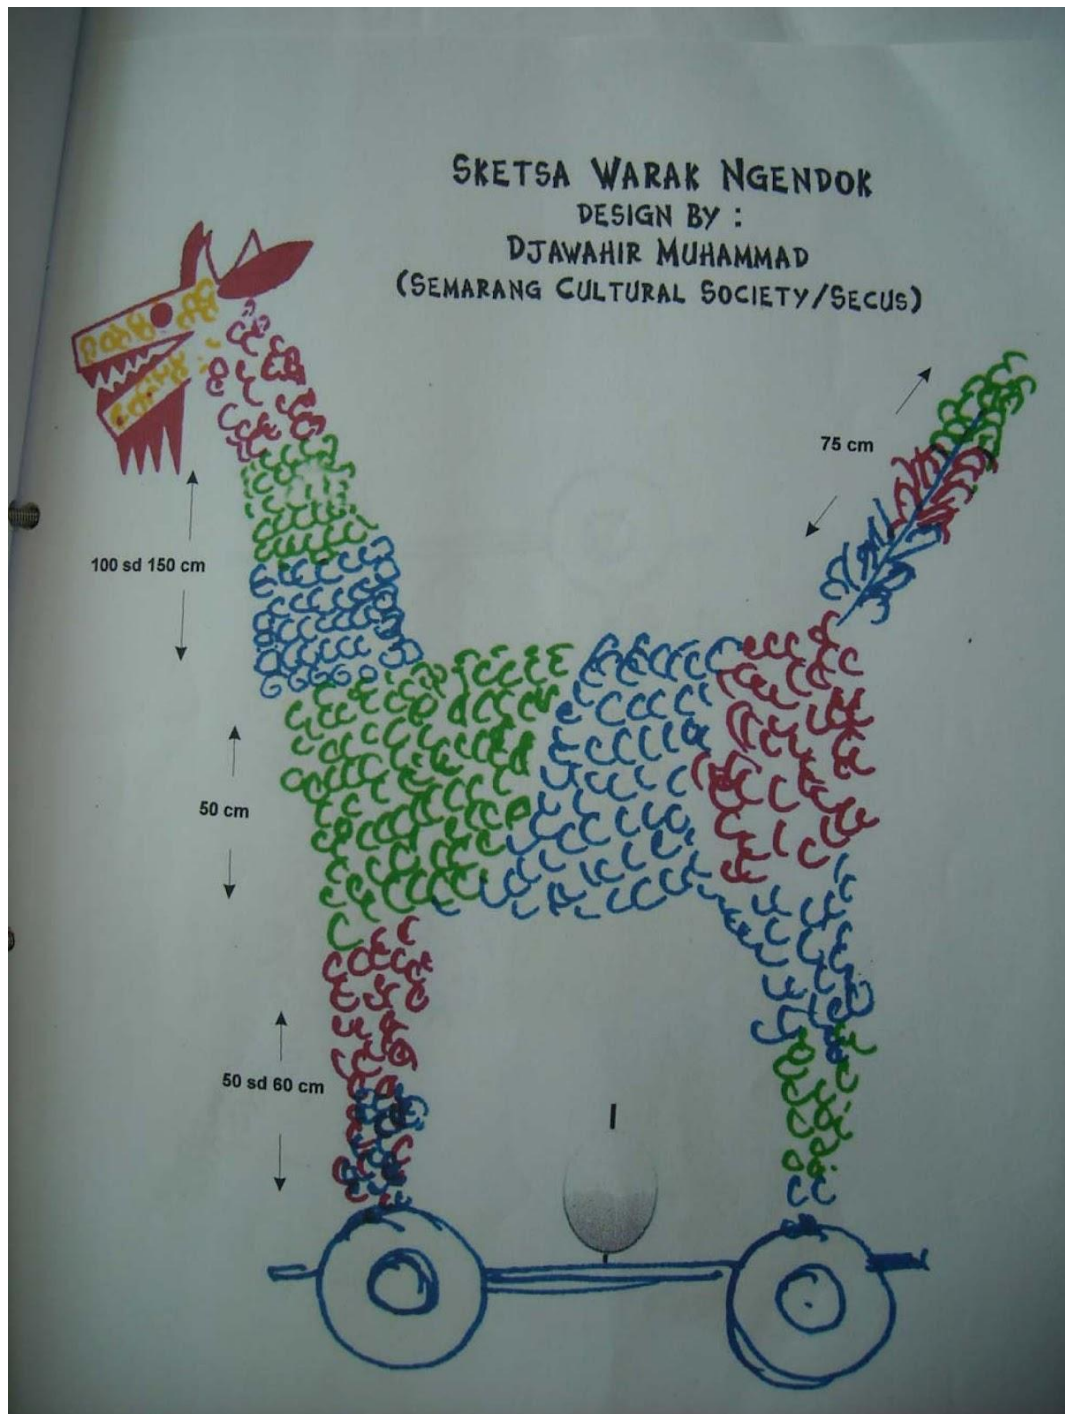 SKETSA WARAK NGENDOK
DESIGN BY :
DJAWAHIR MUHAMMAD
(SEMARANG CULTURAL SOCIETY/SECUS)
75 cm
100 sd 150 cm
50 cm
50 sd 60 cm